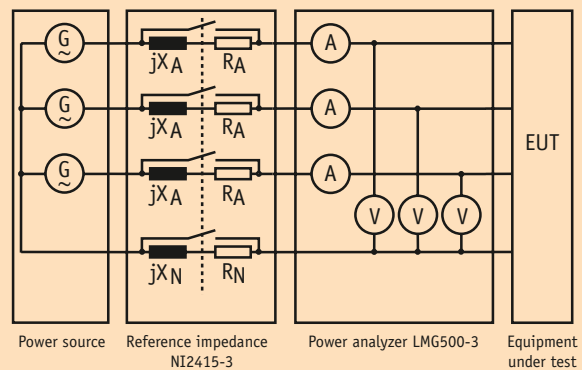 G
~
jXA
RA
A
G
~
jXA
RA
A
G
~
jXA
RA
A
EUT
V
V
V
jXN
RN
Power source
Reference impedance
NI2415-3
Power analyzer LMG500-3
Equipment
under test